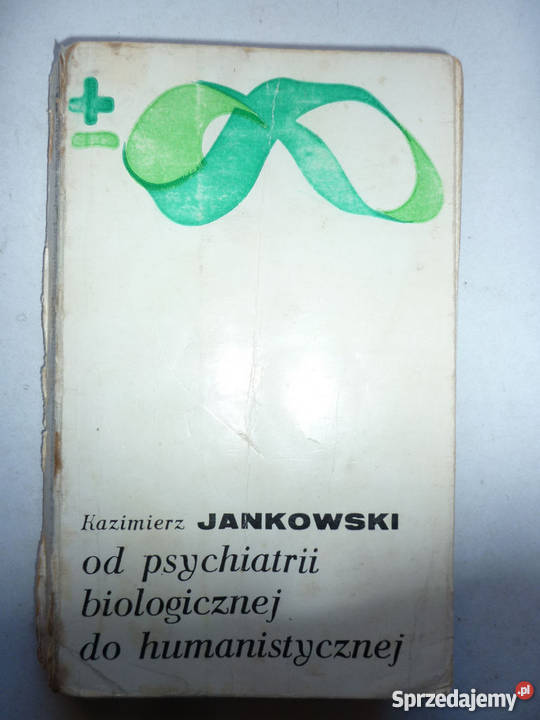 ±
Kazimierz JANKOWSKI
od psychiatrii
biologicznej
do humanistycznej
Sprzedajemy.pl